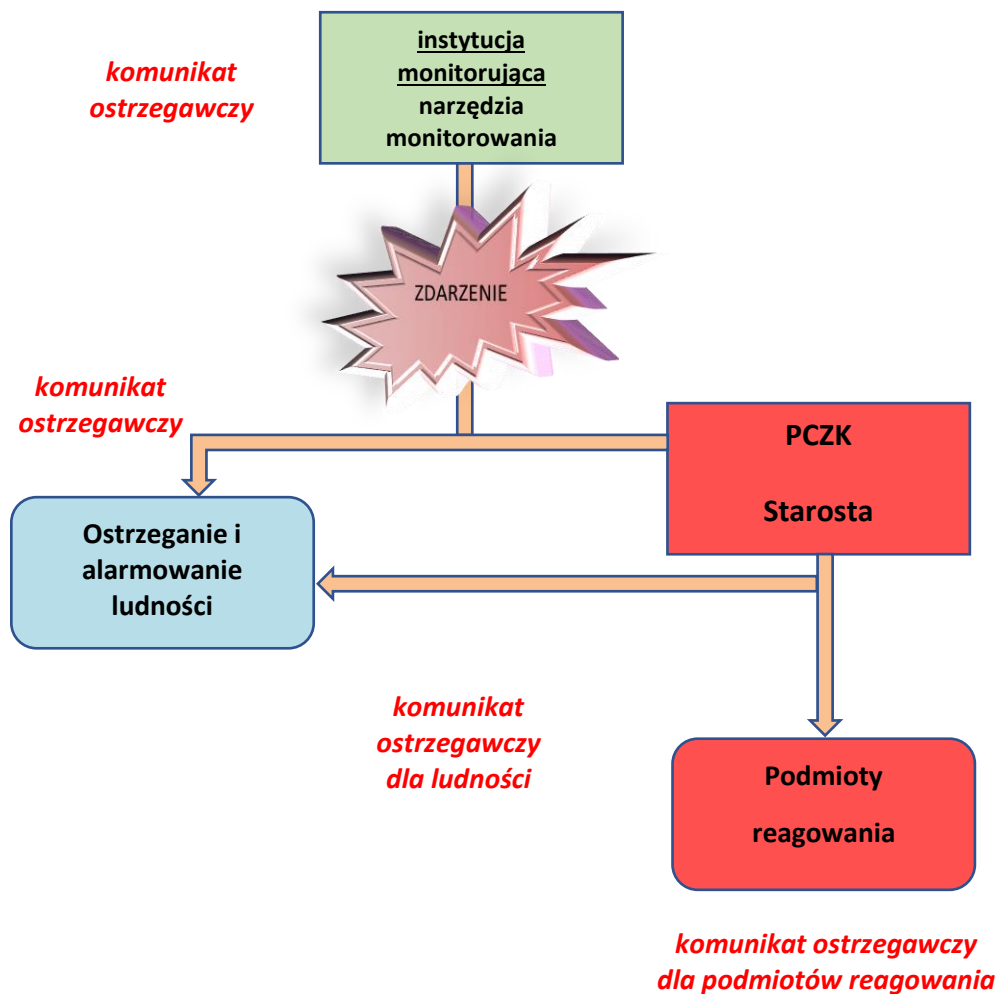 instytucja
monitorująca
narzędzia
monitorowania
komunikat
ostrzegawczy
ZDARZENIE
komunikat
ostrzegawczy
PCZK
Starosta
Ostrzeganie i
alarmowanie
ludności
komunikat
ostrzegawczy
dla ludności
Podmioty
reagowania
komunikat ostrzegawczy
dla podmiotów reagowania